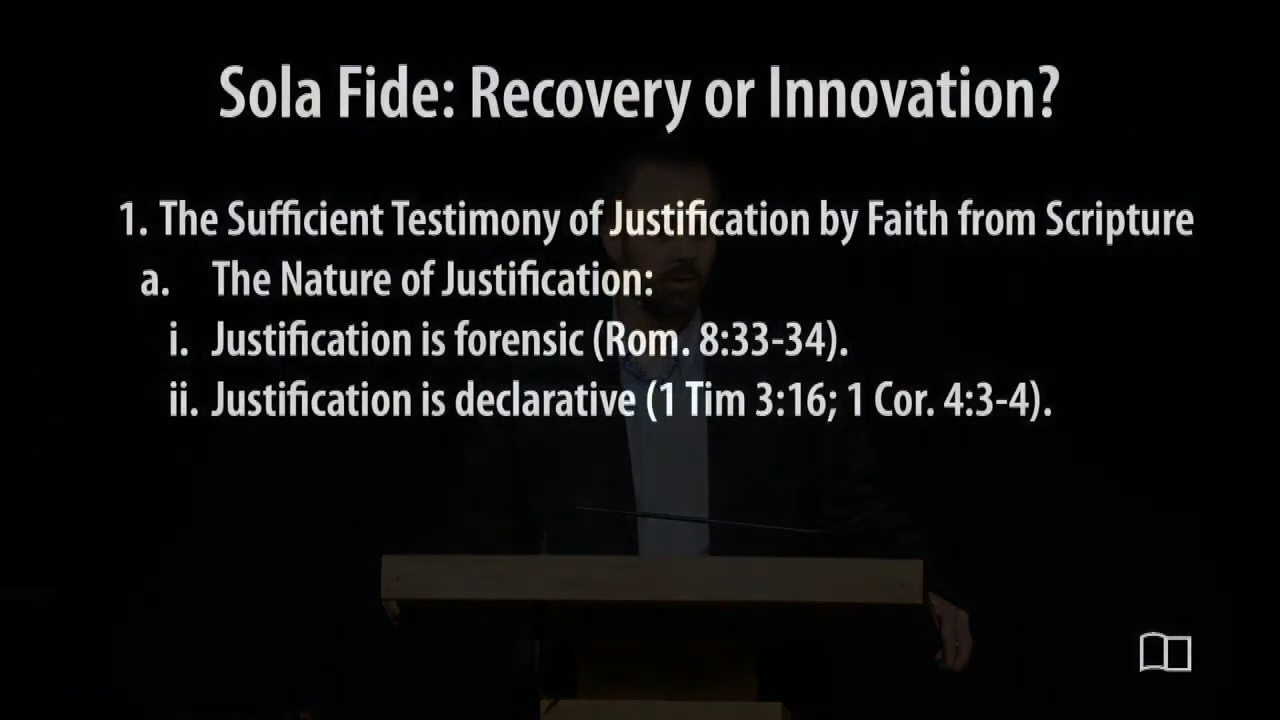 Sola Fide: Recovery or Innovation?
1. The Sufficient Testimony of Justification by Faith from Scripture
a. The Nature of Justification:
i. Justification is forensic (Rom. 8:33-34).
ii. Justification is declarative (1 Tim 3:16; 1 Cor. 4:3-4).